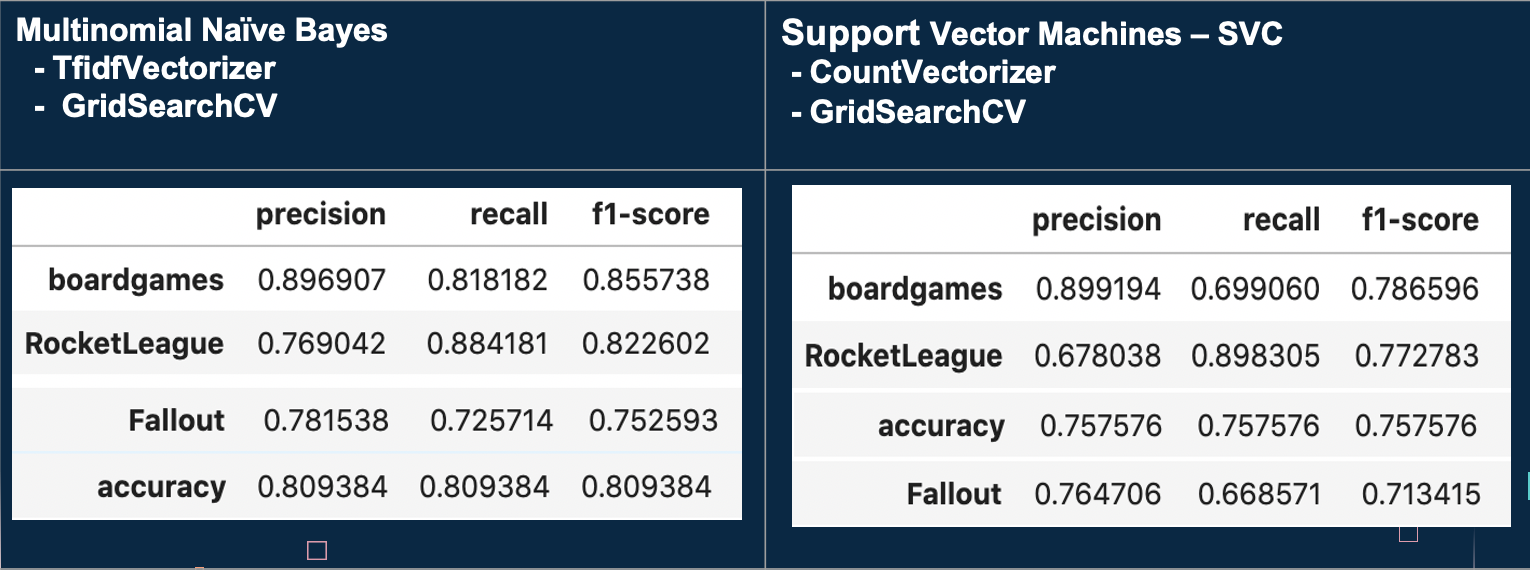 Multinomial Naïve Bayes
- TfidfVectorizer
- GridSearchCV
precision recall f1-score
boardgames 0.896907 0.818182 0.855738
RocketLeague 0.769042 0.884181 0.822602
Fallout 0.781538 0.725714 0.752593
accuracy 0.809384 0.809384 0.809384
Support Vector Machines – SVC
- CountVectorizer
- GridSearchCV
precision recall f1-score
boardgames 0.899194 0.699060 0.786596
RocketLeague 0.678038 0.898305 0.772783
accuracy 0.757576 0.757576 0.757576
Fallout 0.764706 0.668571 0.713415